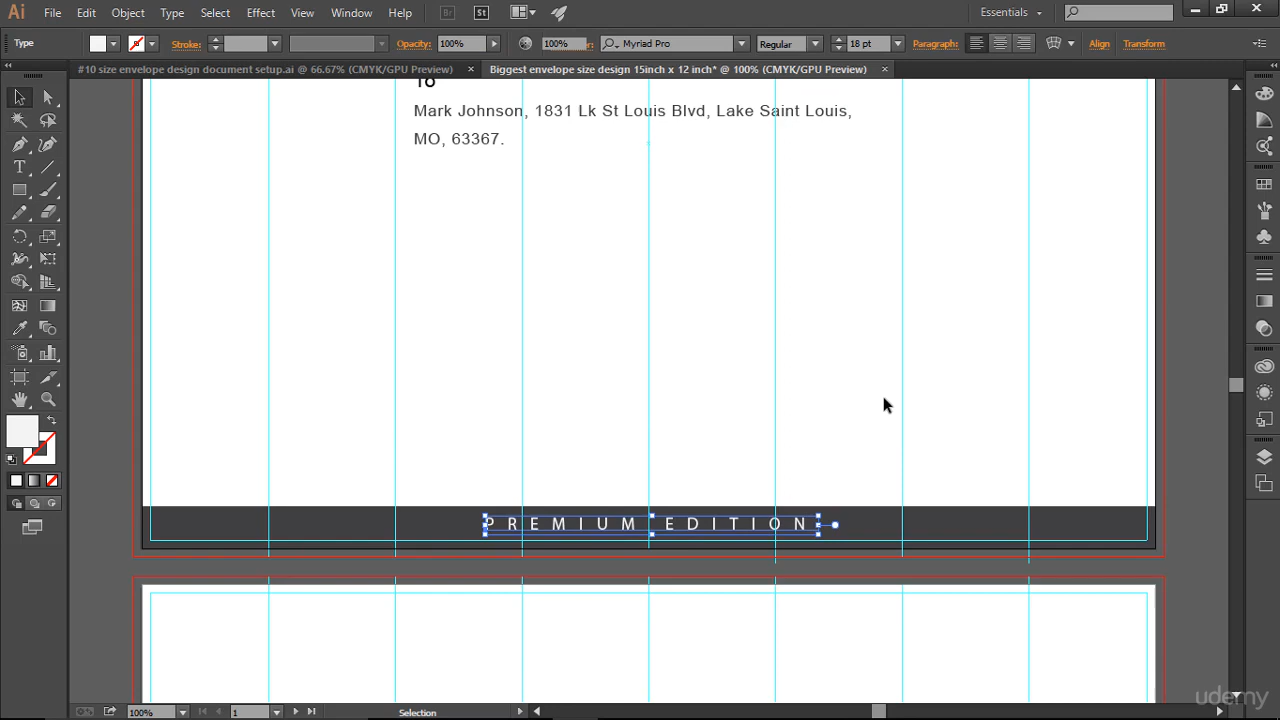 Ai File Edit Object Type Select Effect View Window Help Br St Essentials
Type Stroke: Opacity: 100% 100% Myriad Pro Regular 18 pt Paragraph: Align Transform
#10 size envelope design document setup.ai @ 66.67% (CMYK/GPU Preview) × Biggest envelope size design 15inch x 12 inch* @ 100% (CMYK/GPU Preview) ×
To
Mark Johnson, 1831 Lk St Louis Blvd, Lake Saint Louis,
MO, 63367.
PREMIUM EDITION
udemy
100% 1 Selection